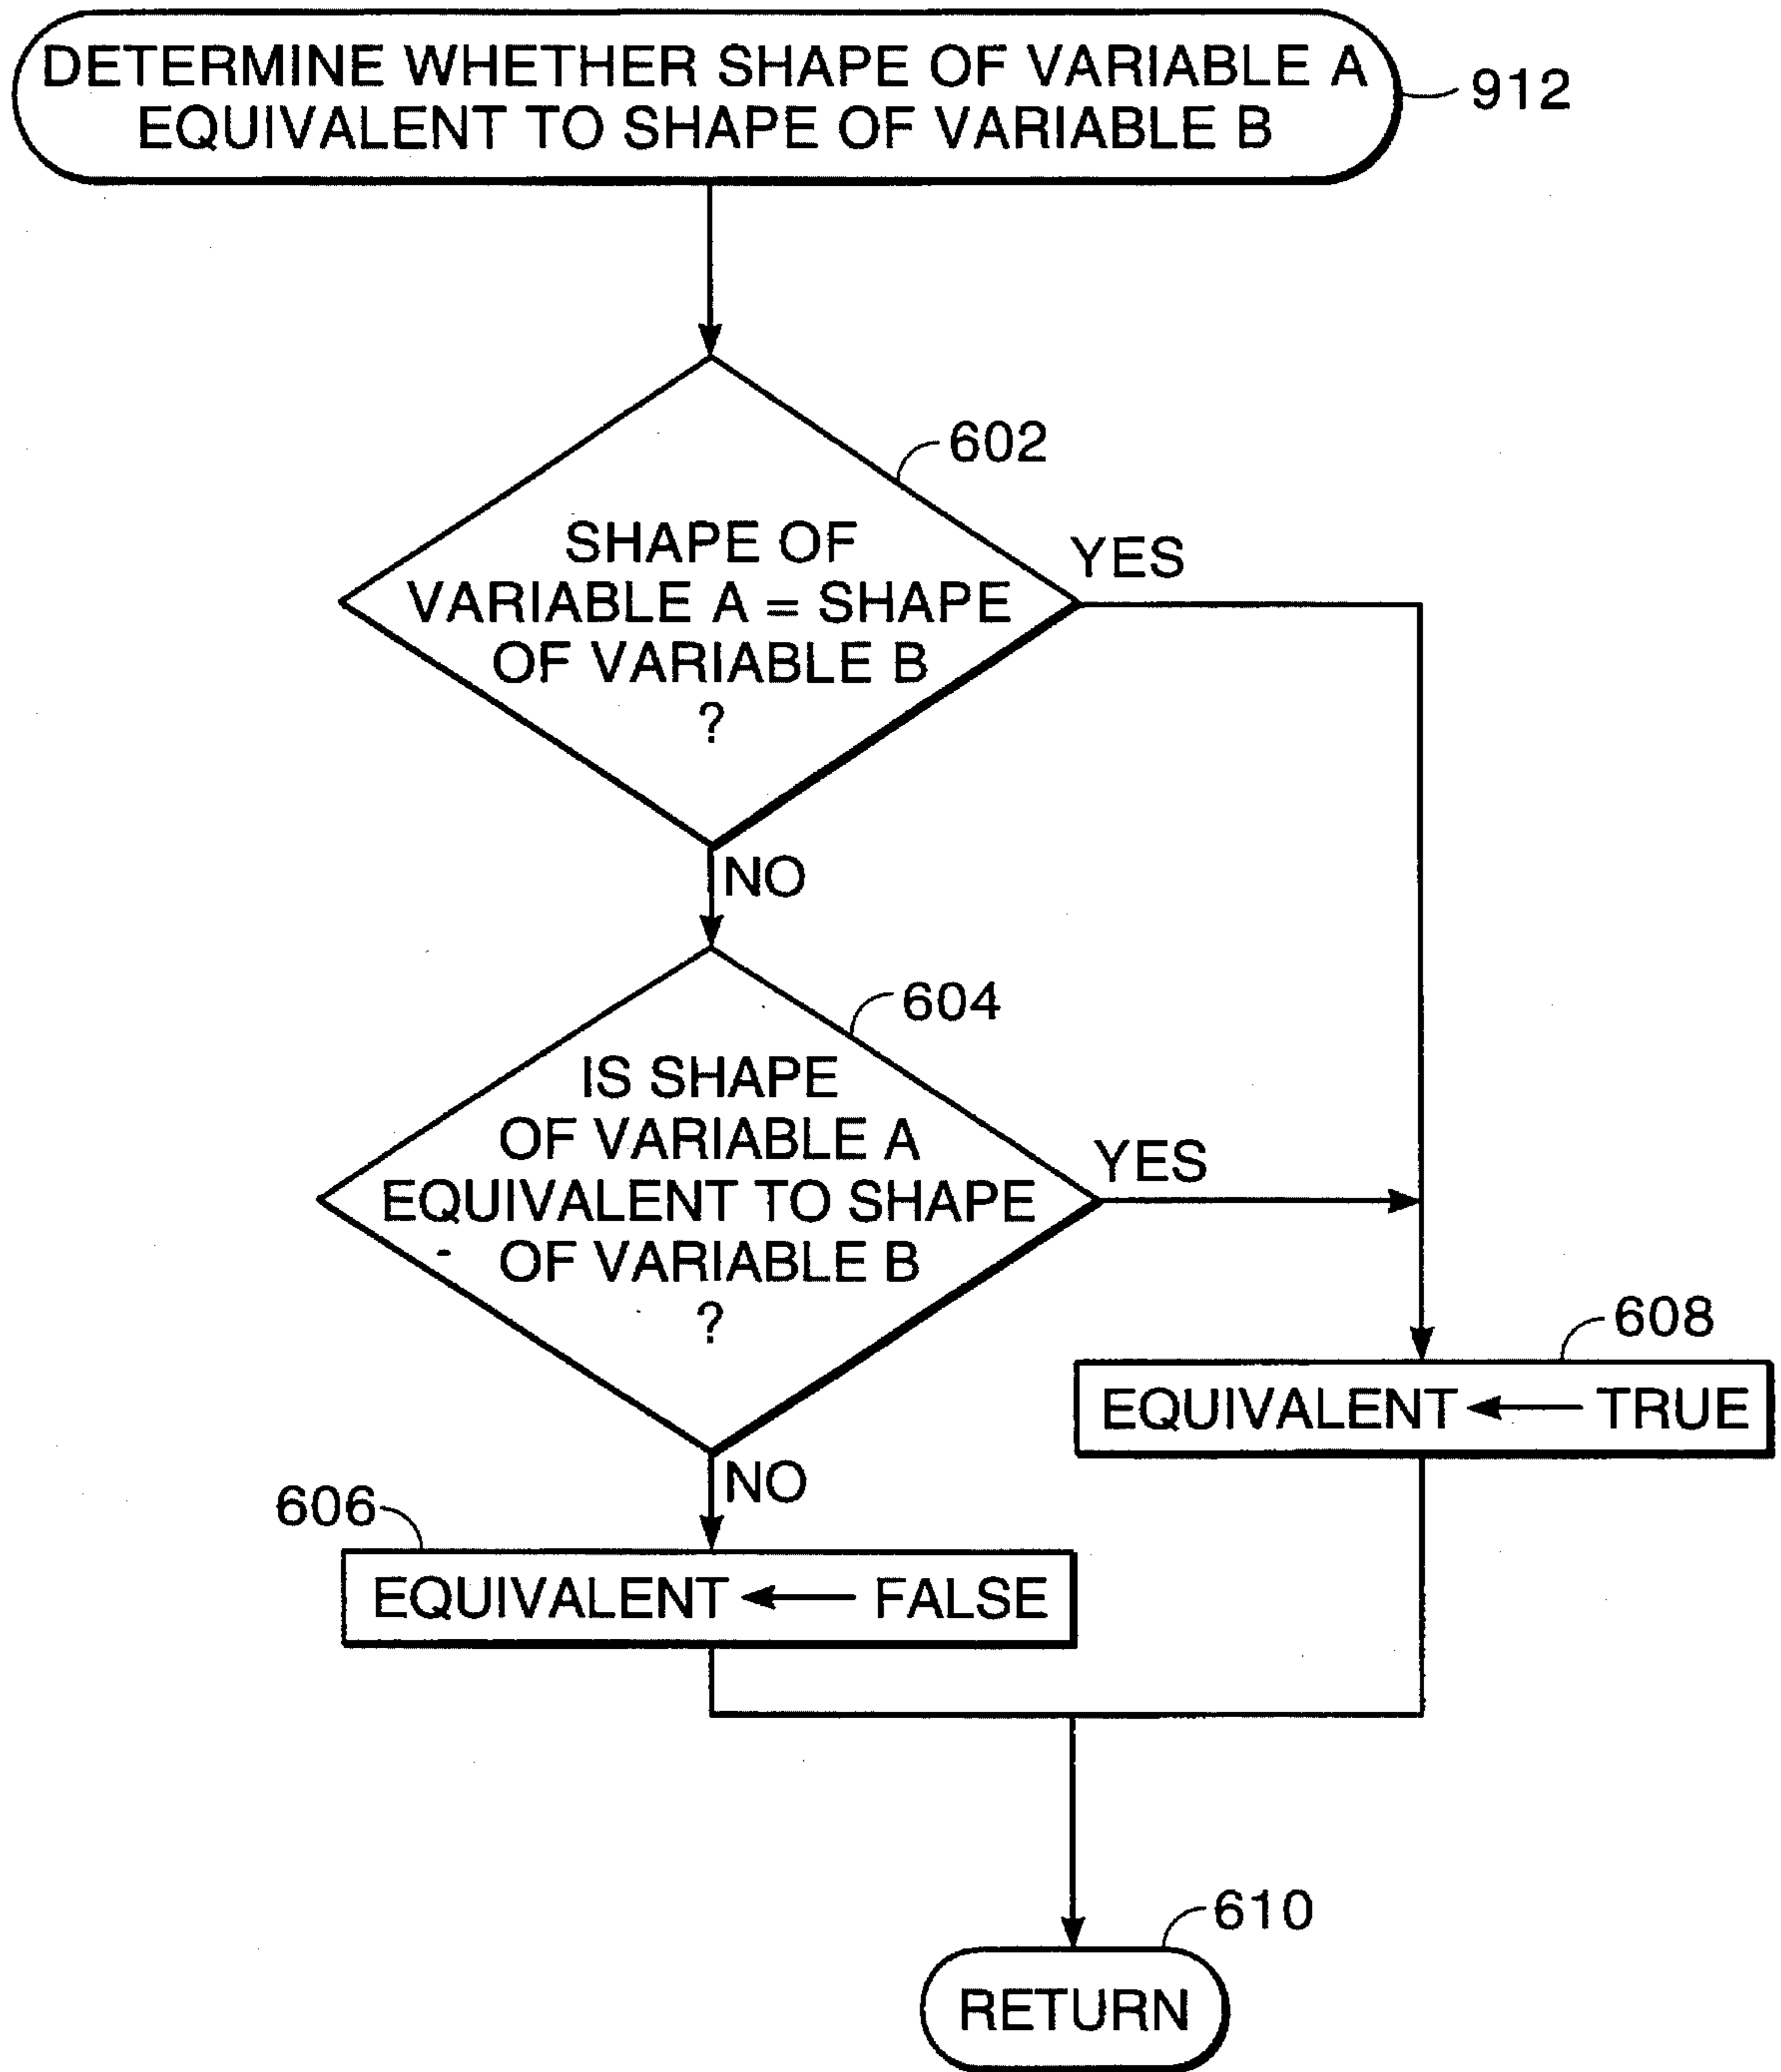 DETERMINE WHETHER SHAPE OF VARIABLE A
EQUIVALENT TO SHAPE OF VARIABLE B
912
602
SHAPE OF
VARIABLE A = SHAPE
OF VARIABLE B
?
YES
NO
604
IS SHAPE
OF VARIABLE A
EQUIVALENT TO SHAPE
OF VARIABLE B
?
YES
NO
608
EQUIVALENT ← TRUE
606
EQUIVALENT ← FALSE
610
RETURN